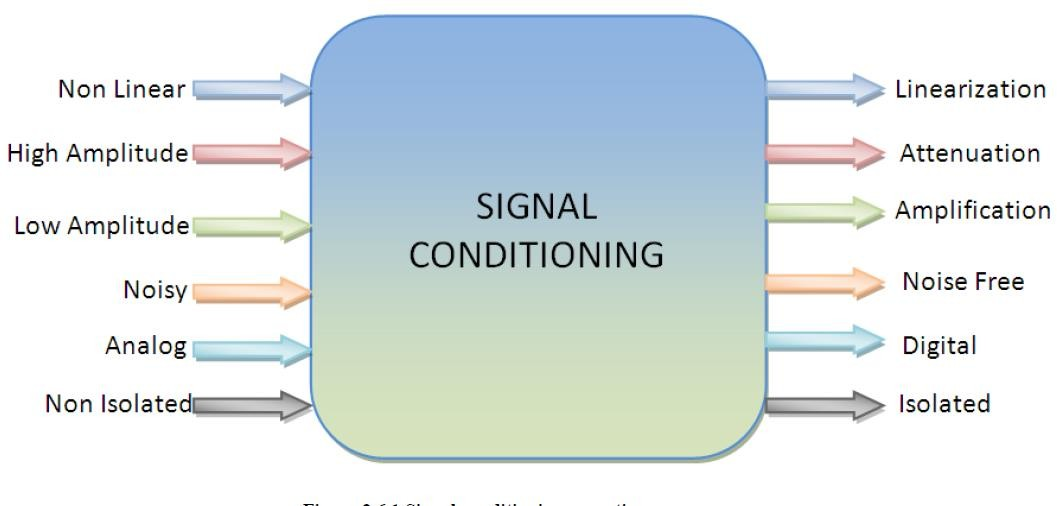 Non Linear
High Amplitude
Low Amplitude
Noisy
Analog
Non Isolated
SIGNAL
CONDITIONING
Linearization
Attenuation
Amplification
Noise Free
Digital
Isolated